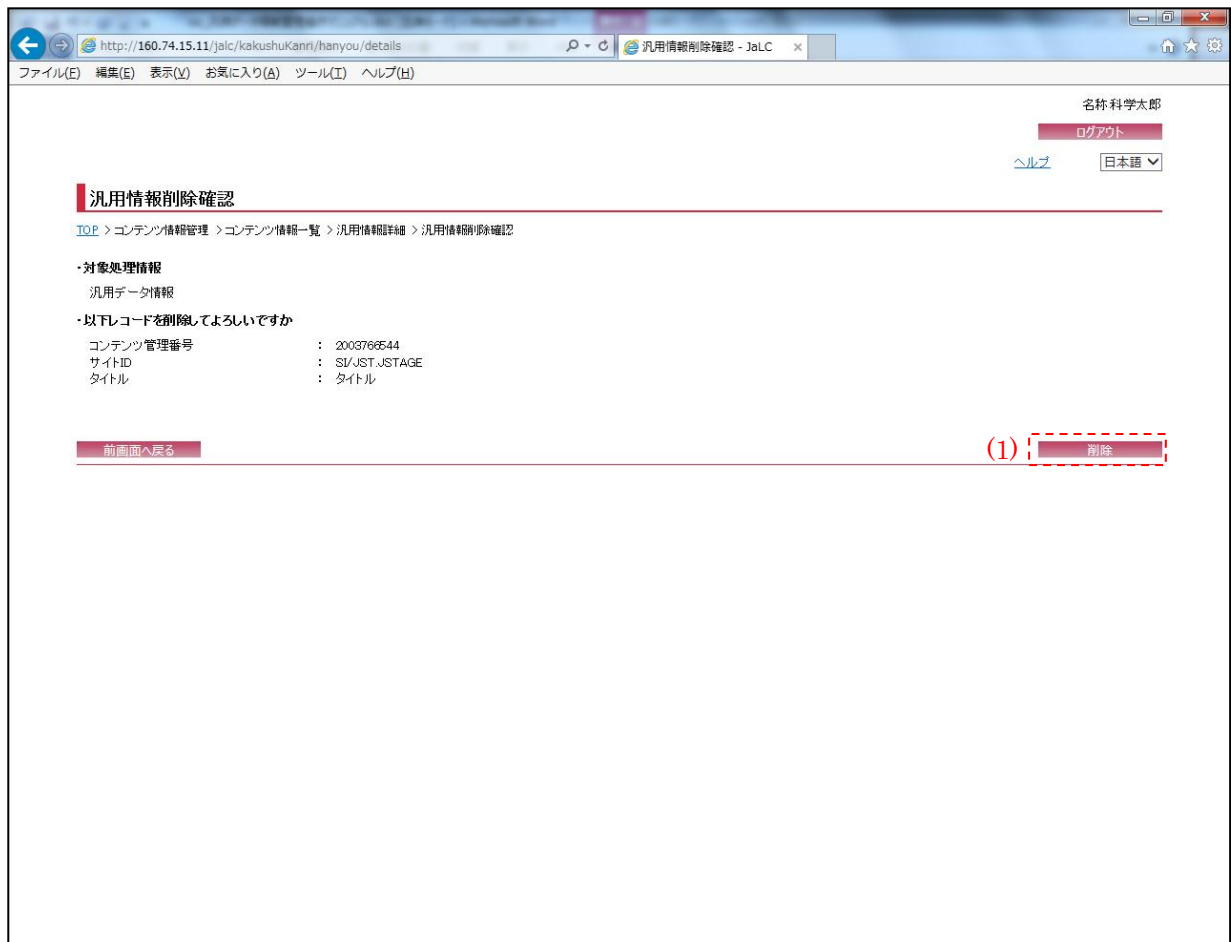 http://160.74.15.11/jalc/kakushuKanri/hanyou/details
汎用情報削除確認 - JaLC
ファイル(F) 編集(E) 表示(V) お気に入り(A) ツール(T) ヘルプ(H)
名称 科学太郎
ログアウト
ヘルプ 日本語
汎用情報削除確認
TOP > コンテンツ情報管理 > コンテンツ情報一覧 > 汎用情報詳細 > 汎用情報削除確認
・対象処理情報
汎用データ情報
・以下レコードを削除してよろしいですか
コンテンツ管理番号 : 2003766544
サイトID : SI/JST.JSTAGE
タイトル : タイトル
前画面へ戻る
(1) 削除